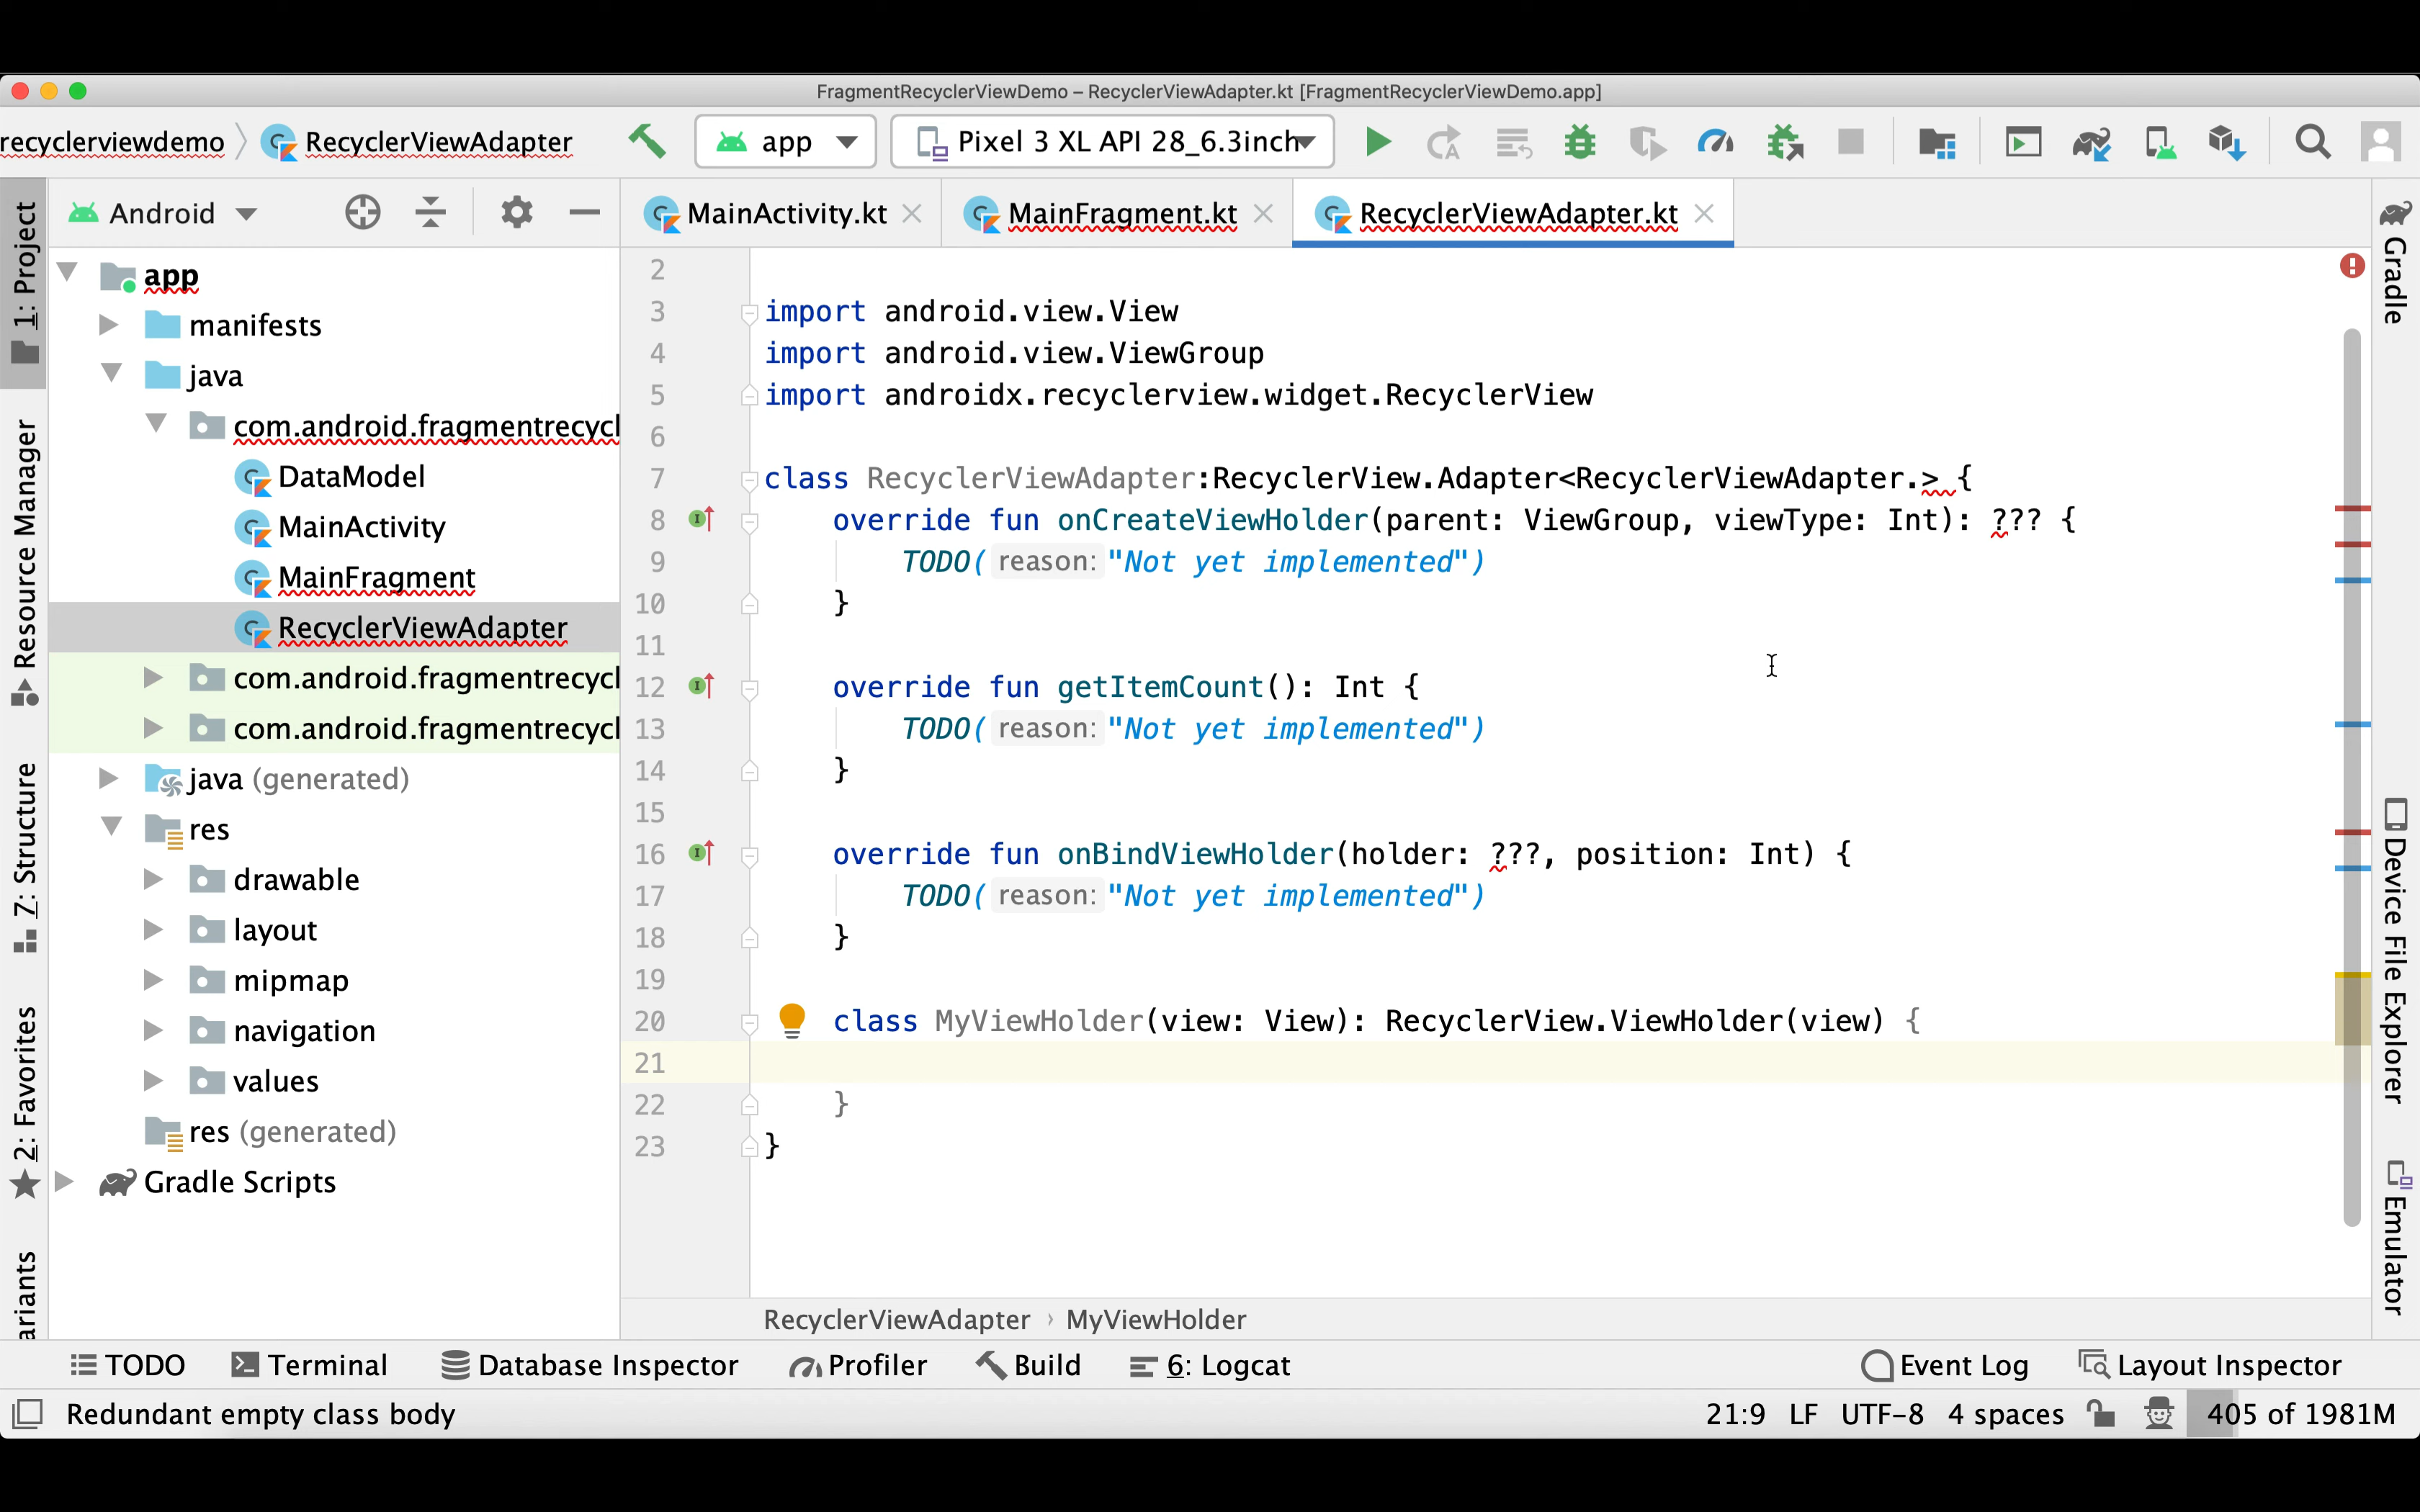 FragmentRecyclerViewDemo – RecyclerViewAdapter.kt [FragmentRecyclerViewDemo.app]
recyclerviewdemo
RecyclerViewAdapter
app
Pixel 3 XL API 28_6.3inch
Android
MainActivity.kt
MainFragment.kt
RecyclerViewAdapter.kt
1: Project
Resource Manager
7: Structure
2: Favorites
ariants
app
manifests
java
com.android.fragmentrecycl
DataModel
MainActivity
MainFragment
RecyclerViewAdapter
com.android.fragmentrecycl
com.android.fragmentrecycl
java (generated)
res
drawable
layout
mipmap
navigation
values
res (generated)
Gradle Scripts
2
3 import android.view.View
4 import android.view.ViewGroup
5 import androidx.recyclerview.widget.RecyclerView
6
7 class RecyclerViewAdapter:RecyclerView.Adapter<RecyclerViewAdapter.> {
8 override fun onCreateViewHolder(parent: ViewGroup, viewType: Int): ??? {
9 TODO( reason: "Not yet implemented")
10 }
11
12 override fun getItemCount(): Int {
13 TODO( reason: "Not yet implemented")
14 }
15
16 override fun onBindViewHolder(holder: ???, position: Int) {
17 TODO( reason: "Not yet implemented")
18 }
19
20 class MyViewHolder(view: View): RecyclerView.ViewHolder(view) {
21
22 }
23 }
RecyclerViewAdapter › MyViewHolder
Gradle
Device File Explorer
Emulator
TODO
Terminal
Database Inspector
Profiler
Build
6: Logcat
Event Log
Layout Inspector
Redundant empty class body
21:9 LF UTF-8 4 spaces
405 of 1981M